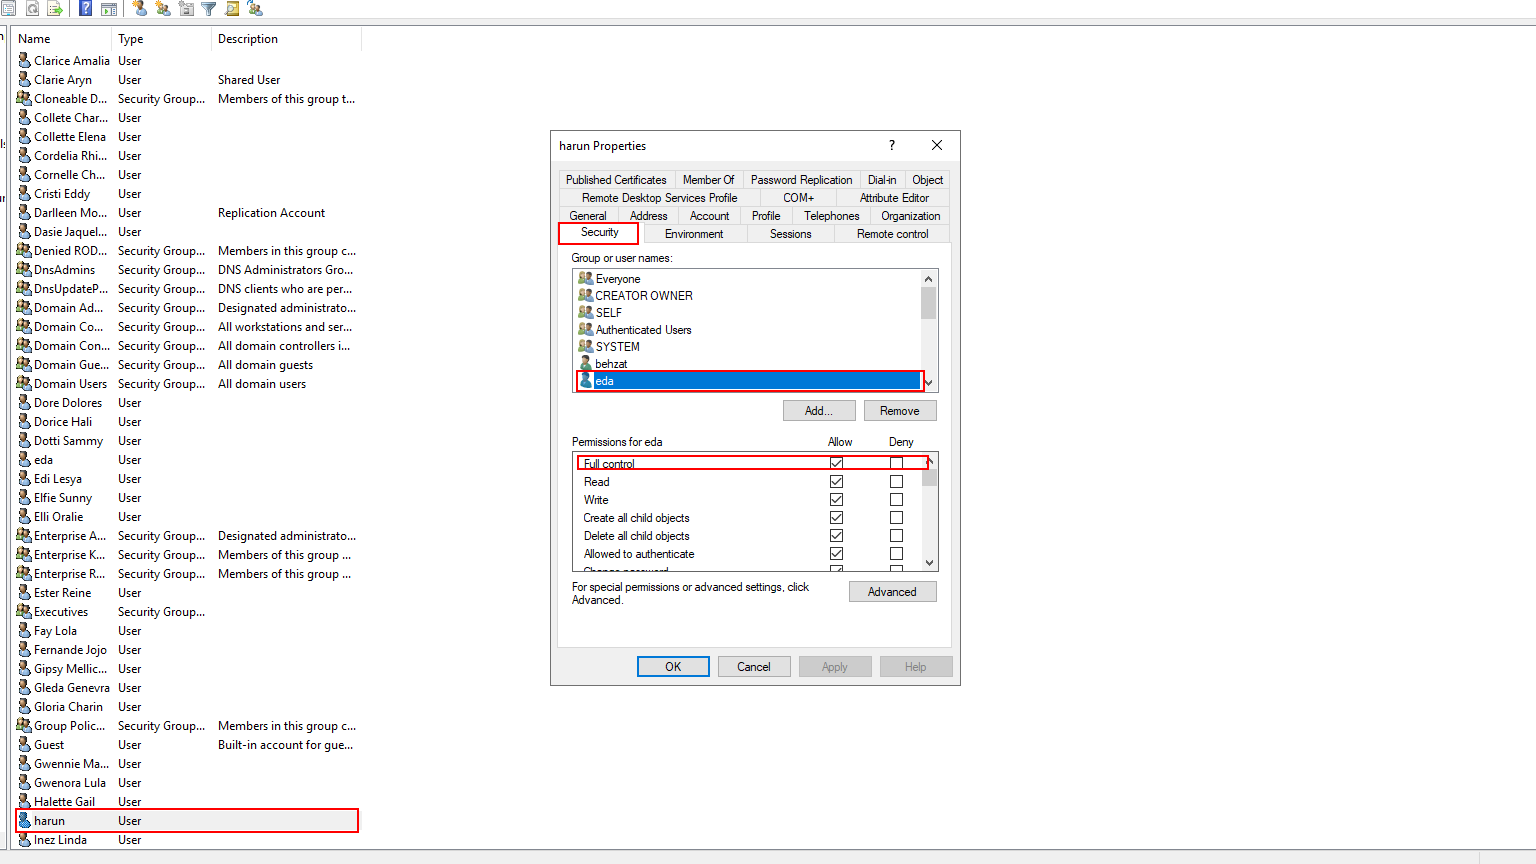 Name Type Description
Clarice Amalia User
Clarie Aryn User Shared User
Cloneable D... Security Group... Members of this group t...
Collete Char... User
Collette Elena User
Cordelia Rhi... User
Cornelle Ch... User
Cristi Eddy User
Darlleen Mo... User Replication Account
Dasie Jaquel... User
Denied ROD... Security Group... Members in this group c...
DnsAdmins Security Group... DNS Administrators Gro...
DnsUpdateP... Security Group... DNS clients who are per...
Domain Ad... Security Group... Designated administrato...
Domain Co... Security Group... All workstations and ser...
Domain Con... Security Group... All domain controllers i...
Domain Gue... Security Group... All domain guests
Domain Users Security Group... All domain users
Dore Dolores User
Dorice Hali User
Dotti Sammy User
eda User
Edi Lesya User
Elfie Sunny User
Elli Oralie User
Enterprise A... Security Group... Designated administrato...
Enterprise K... Security Group... Members of this group ...
Enterprise R... Security Group... Members of this group ...
Ester Reine User
Executives Security Group...
Fay Lola User
Fernande Jojo User
Gipsy Mellic... User
Gleda Genevra User
Gloria Charin User
Group Polic... Security Group... Members in this group c...
Guest User Built-in account for gue...
Gwennie Ma... User
Gwenora Lula User
Halette Gail User
harun User
Inez Linda User
harun Properties ?
Published Certificates Member Of Password Replication Dial-in Object
Remote Desktop Services Profile COM+ Attribute Editor
General Address Account Profile Telephones Organization
Security Environment Sessions Remote control
Group or user names:
Everyone
CREATOR OWNER
SELF
Authenticated Users
SYSTEM
behzat
eda
Add... Remove
Permissions for eda Allow Deny
Full control
Read
Write
Create all child objects
Delete all child objects
Allowed to authenticate
Change password
For special permissions or advanced settings, click
Advanced.
Advanced
OK Cancel Apply Help